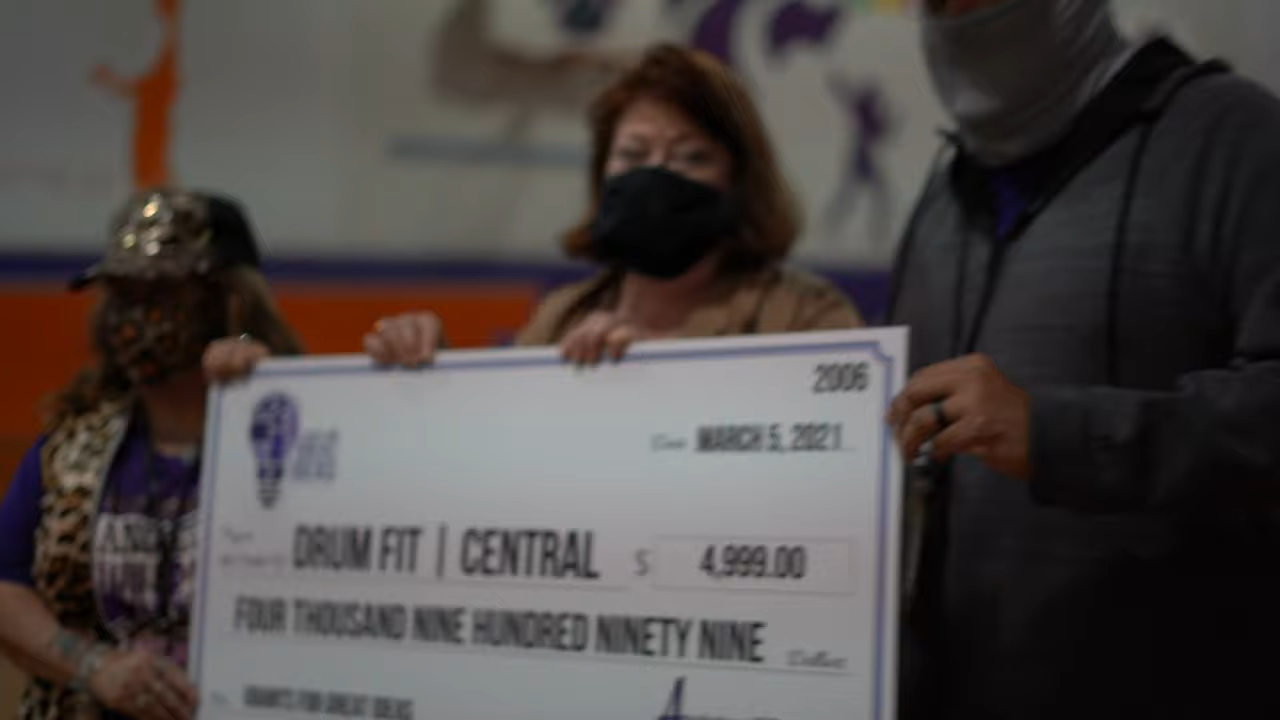 2006
MARCH 5, 2021
DRUM FIT | CENTRAL $ 4,999.00
FOUR THOUSAND NINE HUNDRED NINETY NINE Dollars
GRANTS FOR GREAT IDEAS